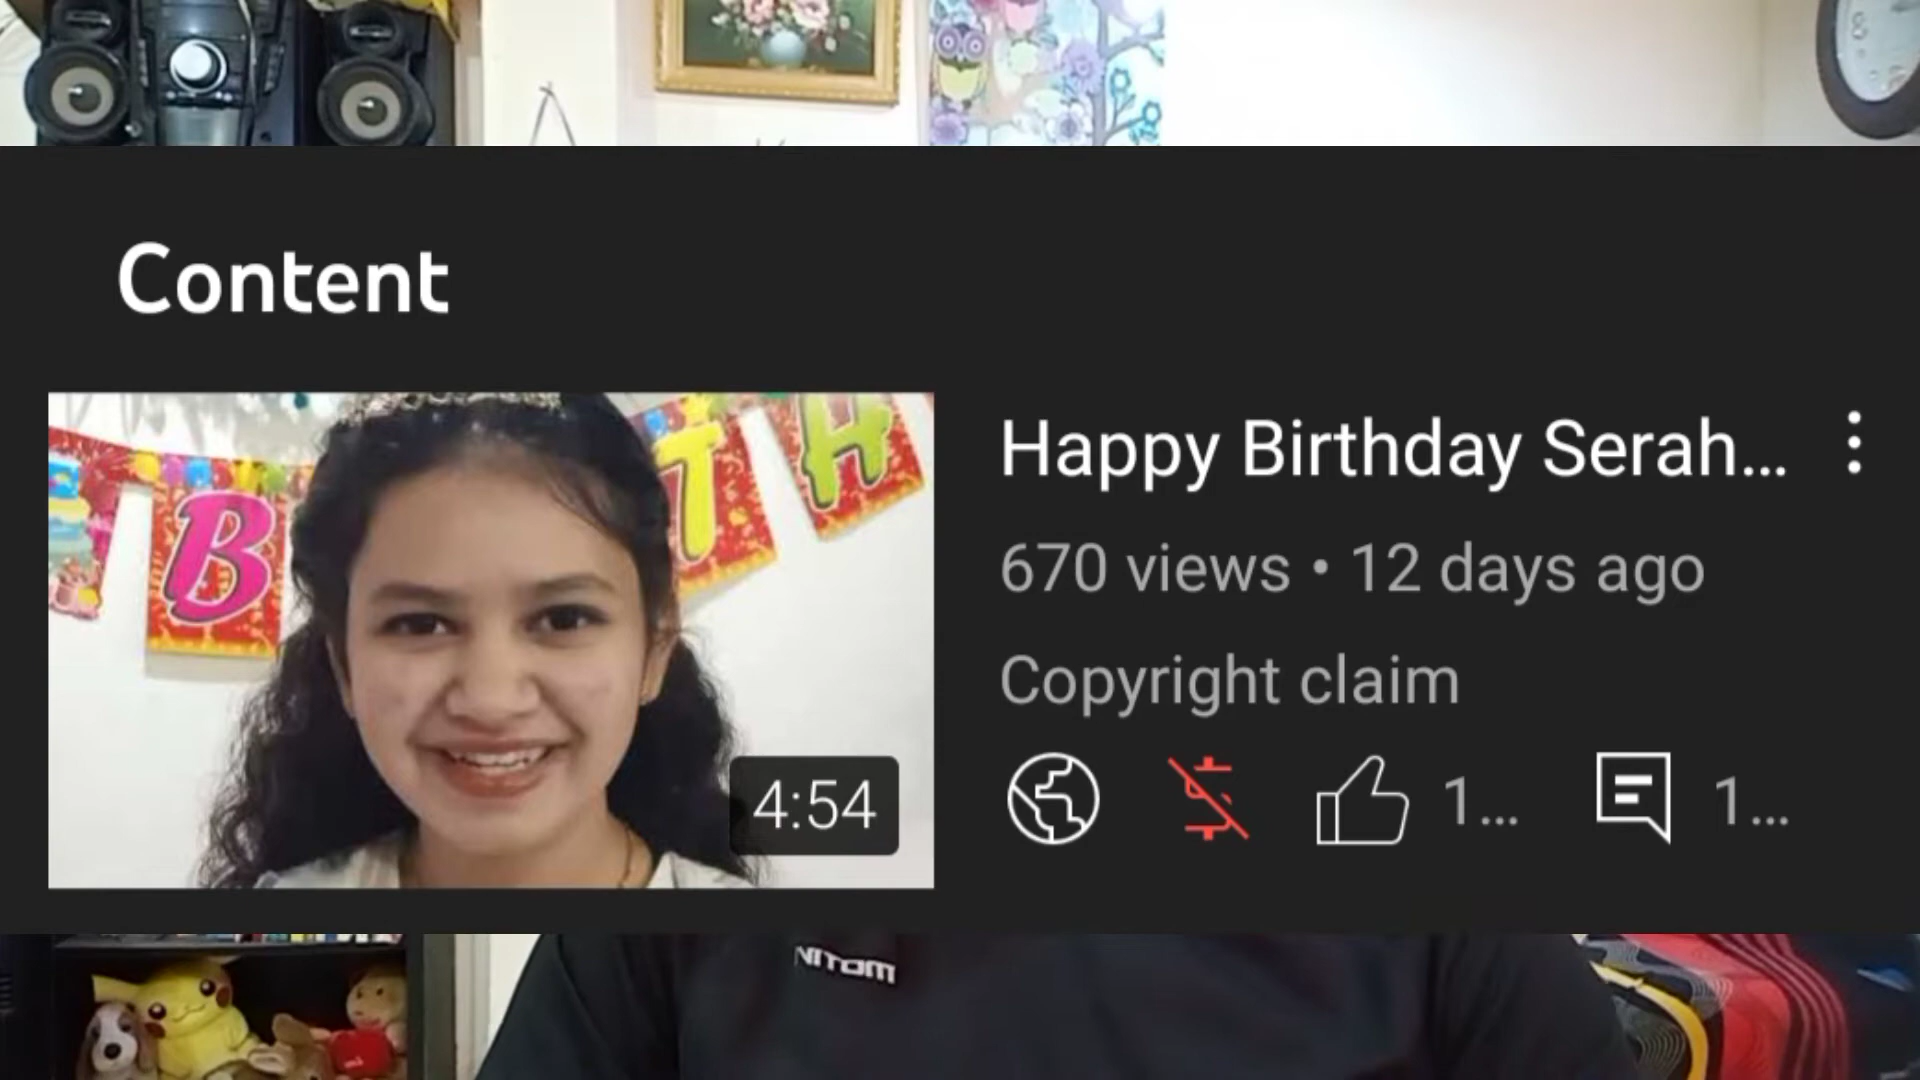 Content
B
T
H
4:54
Happy Birthday Serah...
670 views • 12 days ago
Copyright claim
1...
1...
NITOM